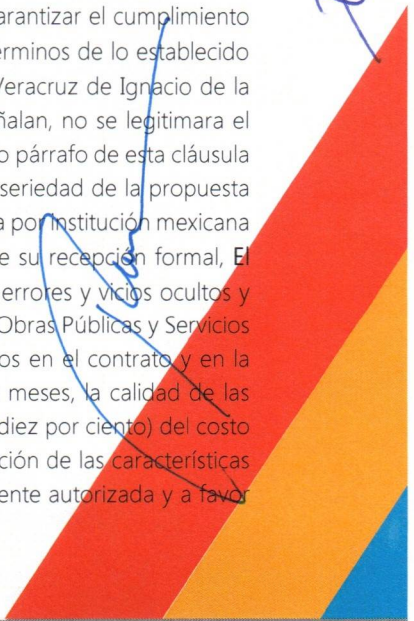 arantizar el cumplimiento
érminos de lo establecido
Veracruz de Ignacio de la
ñalan, no se legitimara el
o párrafo de esta cláusula
seriedad de la propuesta
a por institución mexicana
e su recepción formal, El
errores y vicios ocultos y
Obras Públicas y Servicios
os en el contrato y en la
meses, la calidad de las
diez por ciento) del costo
ción de las características
ente autorizada y a favor